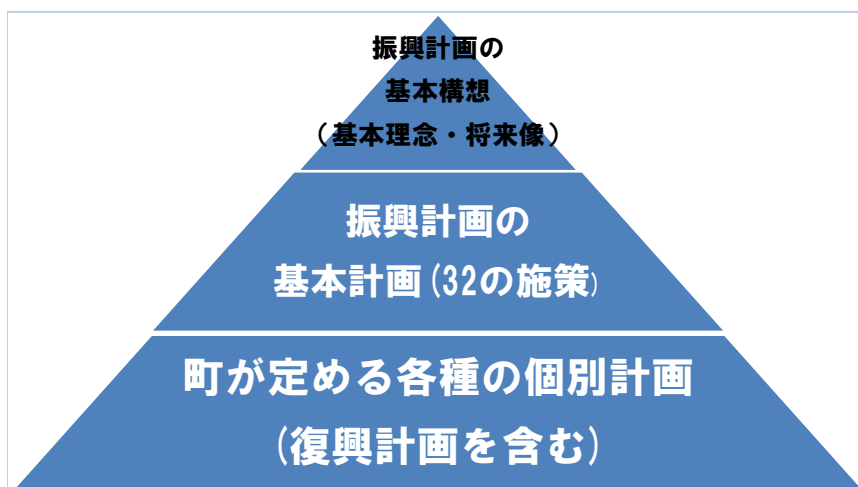 振興計画の
基本構想
（基本理念・将来像）
振興計画の
基本計画(32の施策)
町が定める各種の個別計画
(復興計画を含む)